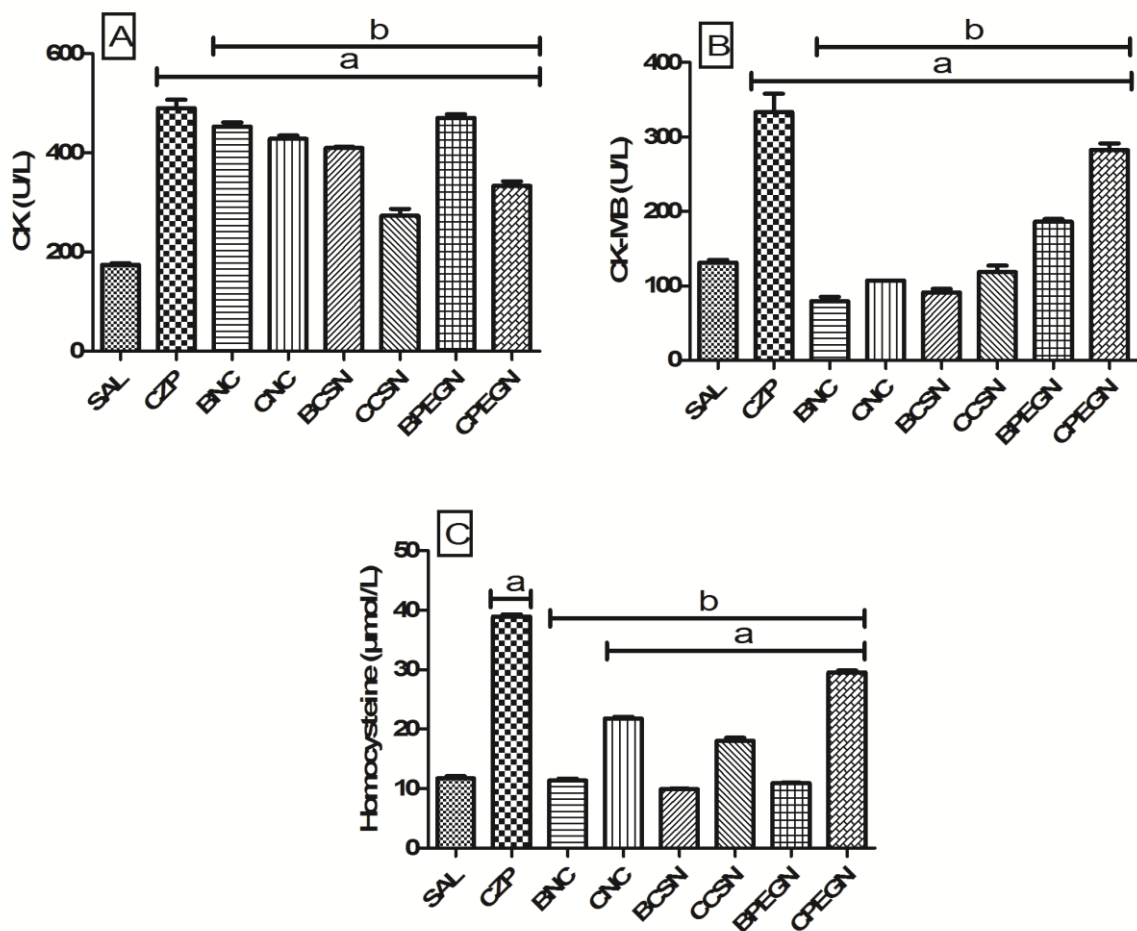 A
b
a
600
400
200
0
CK (U/L)
SAL
CZP
BNC
CNC
BCSN
CCSN
BPEGN
CPEGN
B
b
a
400
300
200
100
0
CK-MB (U/L)
SAL
CZP
BNC
CNC
BCSN
CCSN
BPEGN
CPEGN
C
a
b
a
50
40
30
20
10
0
Homocysteine (µmol/L)
SAL
CZP
BNC
CNC
BCSN
CCSN
BPEGN
CPEGN